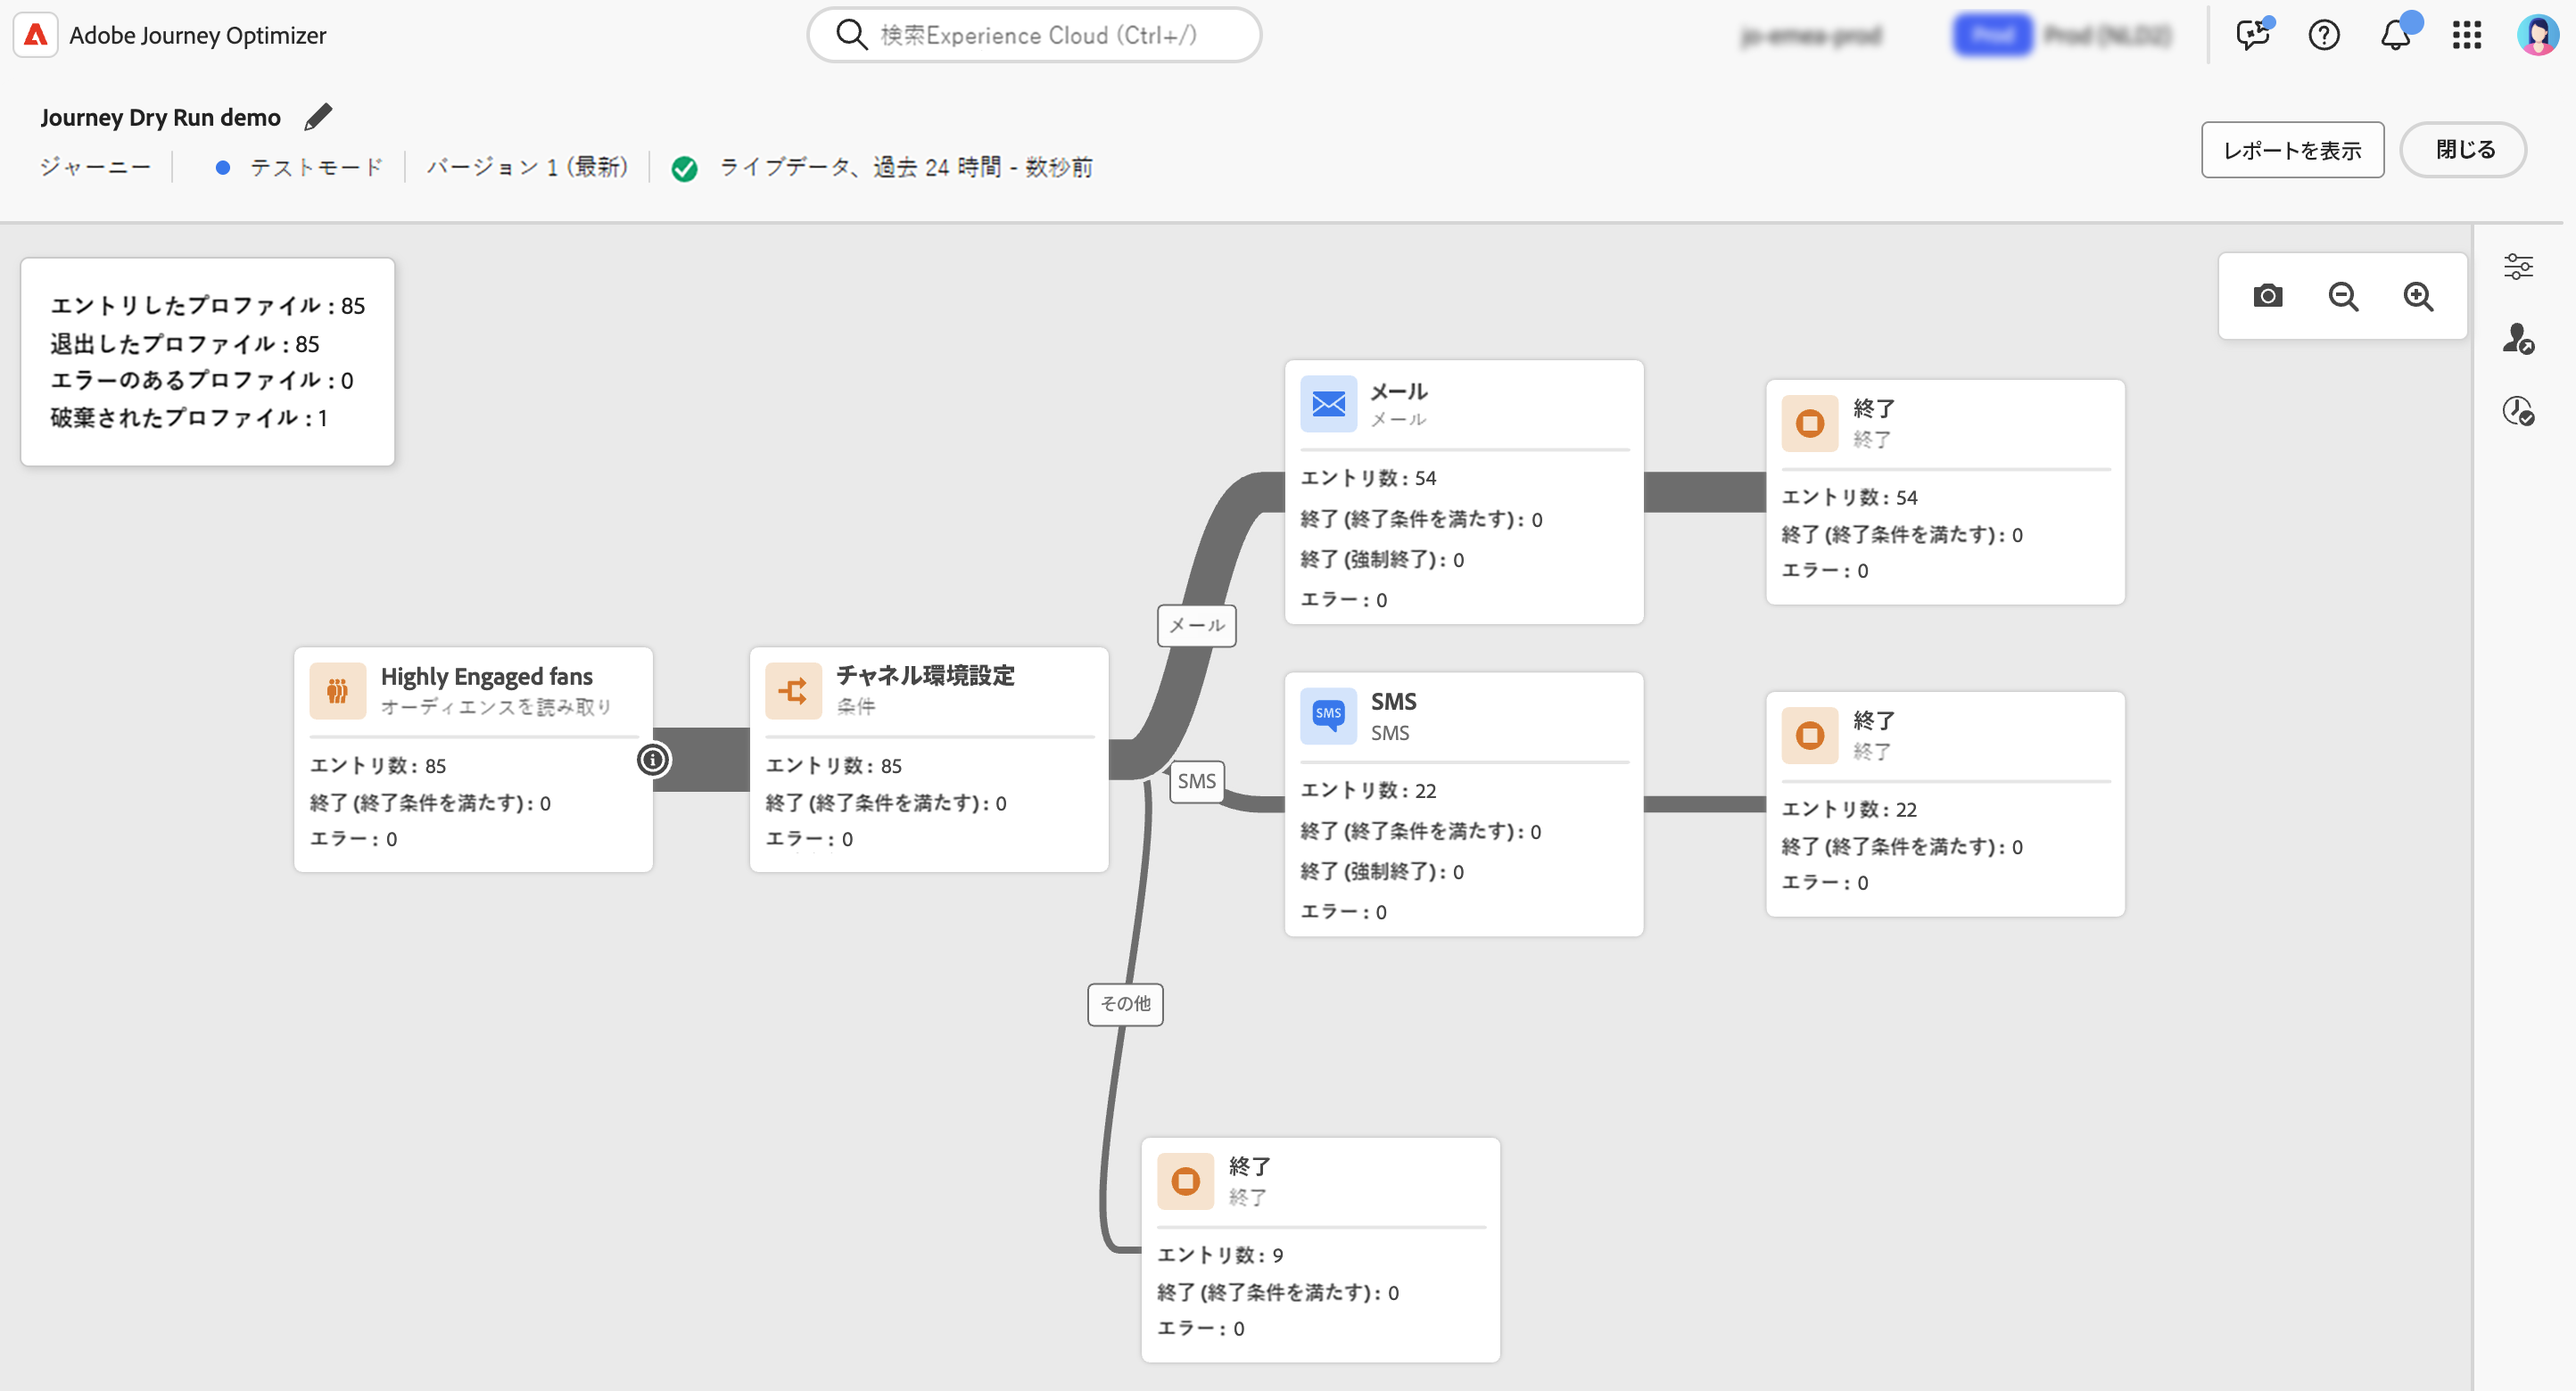 Adobe Journey Optimizer
検索Experience Cloud (Ctrl+/)
Journey Dry Run demo
ジャーニー
テストモード
バージョン 1 (最新)
ライブデータ、過去 24 時間 - 数秒前
レポートを表示
閉じる
エントリしたプロファイル : 85
退出したプロファイル : 85
エラーのあるプロファイル : 0
破棄されたプロファイル : 1
Highly Engaged fans
オーディエンスを読み取り
エントリ数 : 85
終了 (終了条件を満たす) : 0
エラー : 0
チャネル環境設定
条件
エントリ数 : 85
終了 (終了条件を満たす) : 0
エラー : 0
メール
SMS
その他
メール
メール
エントリ数 : 54
終了 (終了条件を満たす) : 0
終了 (強制終了) : 0
エラー : 0
終了
終了
エントリ数 : 54
終了 (終了条件を満たす) : 0
エラー : 0
SMS
SMS
SMS
エントリ数 : 22
終了 (終了条件を満たす) : 0
終了 (強制終了) : 0
エラー : 0
終了
終了
エントリ数 : 22
終了 (終了条件を満たす) : 0
エラー : 0
終了
終了
エントリ数 : 9
終了 (終了条件を満たす) : 0
エラー : 0